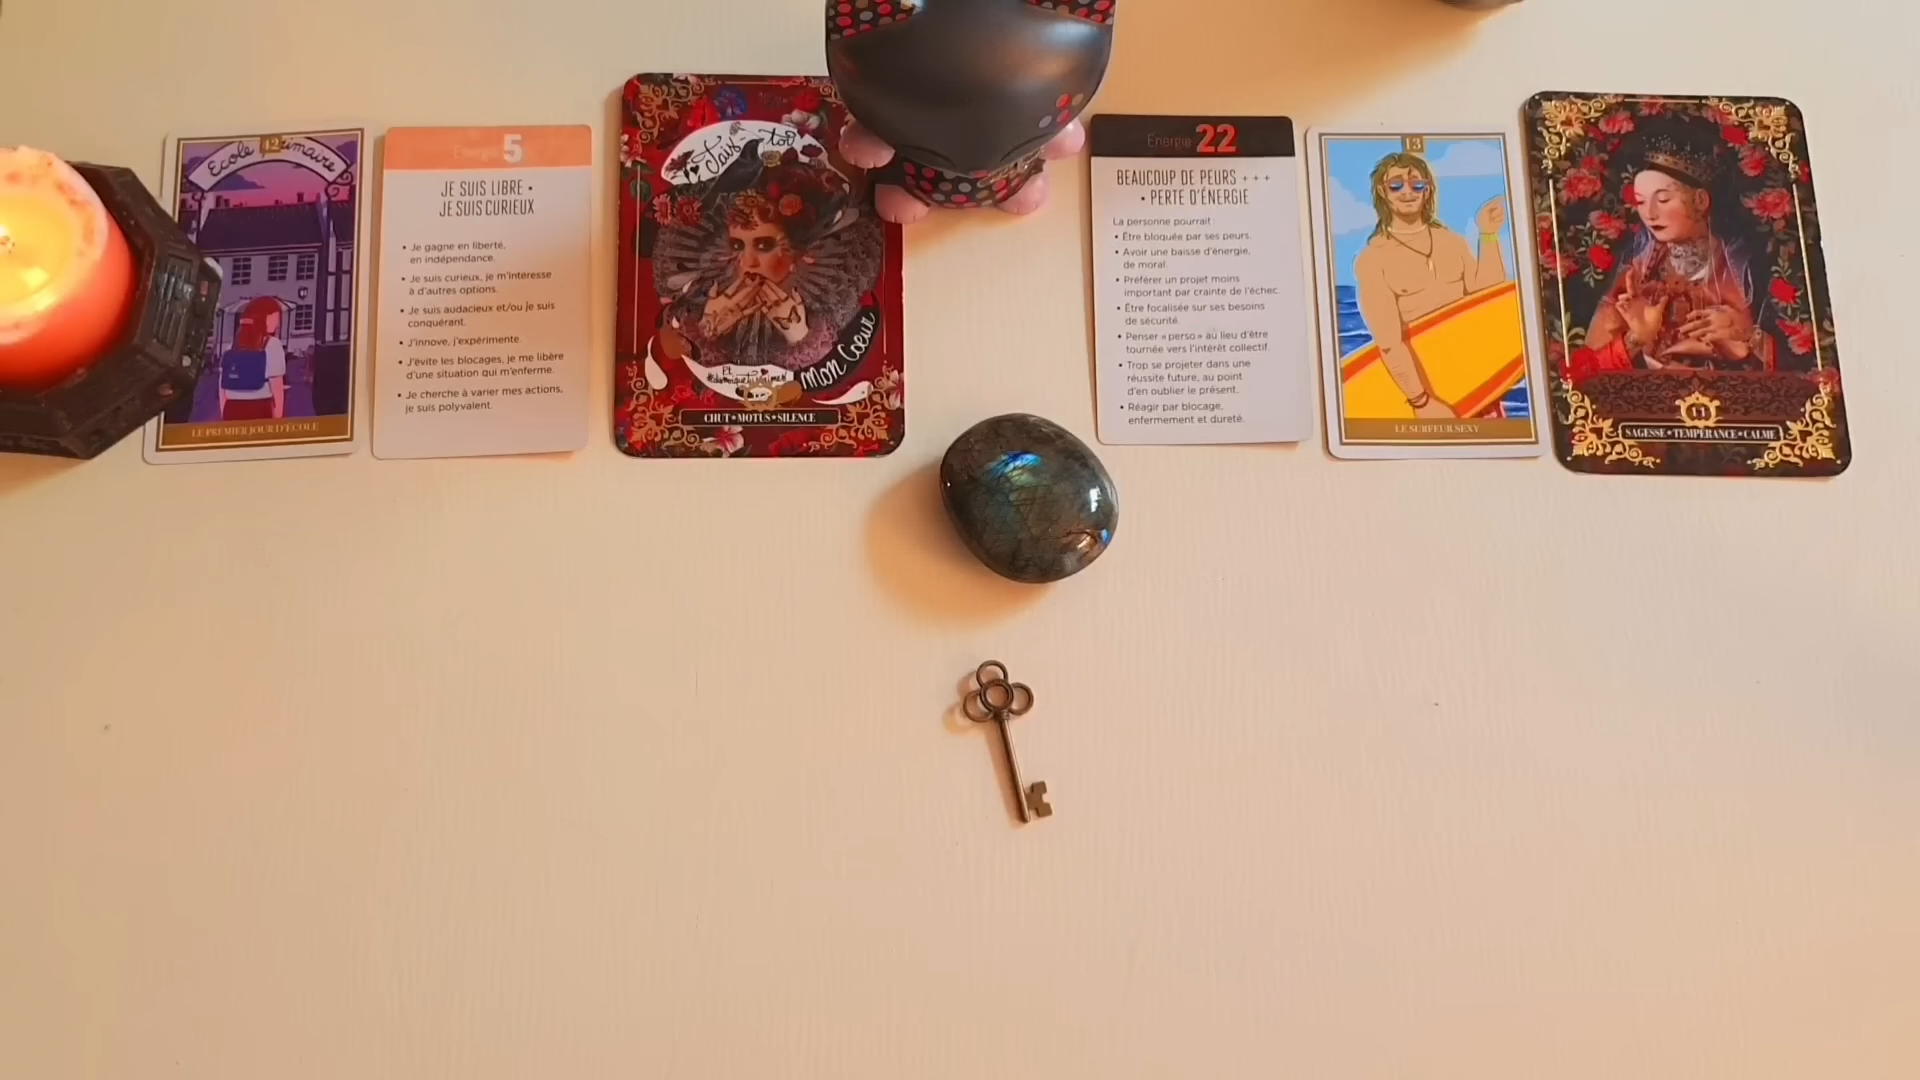 Ecole Primaire
42
LE PREMIER JOUR D'ÉCOLE
Energie 5
JE SUIS LIBRE •
JE SUIS CURIEUX
• Je gagne en liberté,
en indépendance.
• Je suis curieux, je m'intéresse
à d'autres options.
• Je suis audacieux et/ou je suis
conquérant.
• J'innove, j'expérimente.
• J'évite les blocages, je me libère
d'une situation qui m'enferme.
• Je cherche à varier mes actions,
je suis polyvalent.
Tais-toi
Et
mon Coeur
CHUT•MOTUS•SILENCE
Energie 22
BEAUCOUP DE PEURS +++
• PERTE D'ÉNERGIE
La personne pourrait :
• Être bloquée par ses peurs.
• Avoir une baisse d'énergie,
de moral.
• Préférer un projet moins
important par crainte de l'échec.
• Être focalisée sur ses besoins
de sécurité.
• Penser « perso » au lieu d'être
tournée vers l'intérêt collectif.
• Trop se projeter dans une
réussite future, au point
d'en oublier le présent.
• Réagir par blocage,
enfermement et dureté.
13
LE SURFEUR SEXY
11
SAGESSE•TEMPÉRANCE•CALME